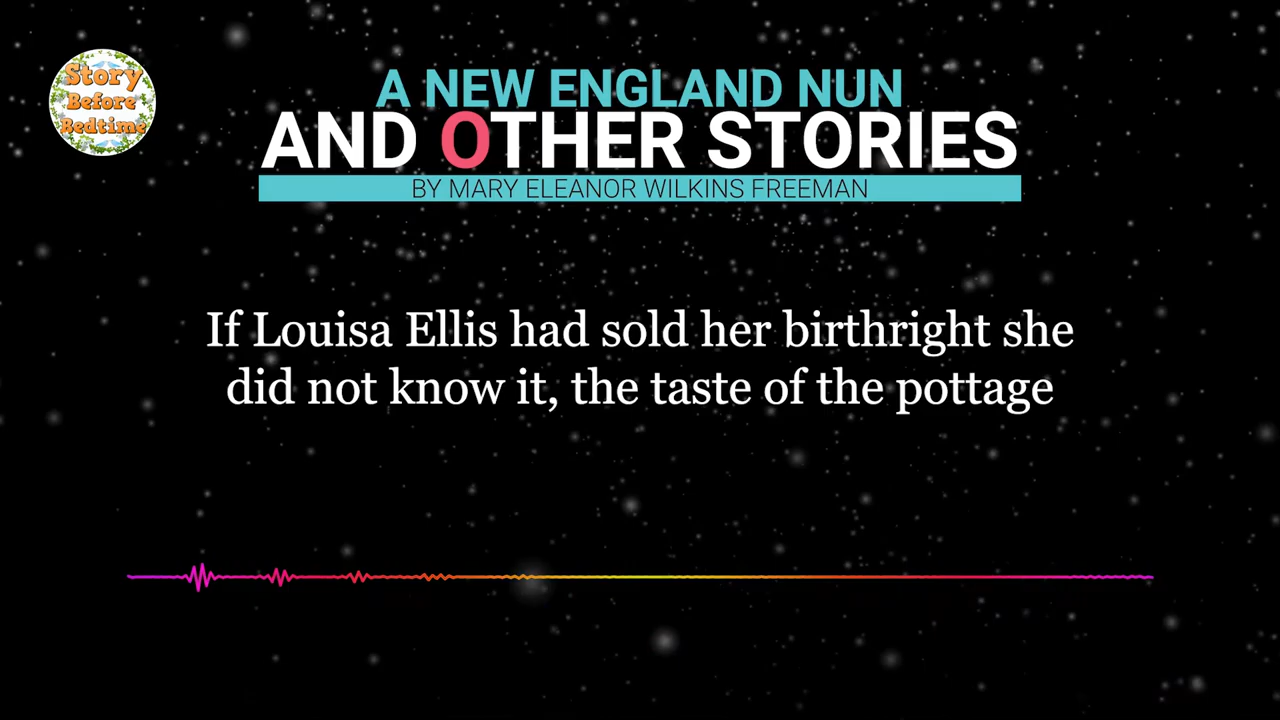 Story
Before
Bedtime
A NEW ENGLAND NUN
AND OTHER STORIES
BY MARY ELEANOR WILKINS FREEMAN
If Louisa Ellis had sold her birthright she
did not know it, the taste of the pottage